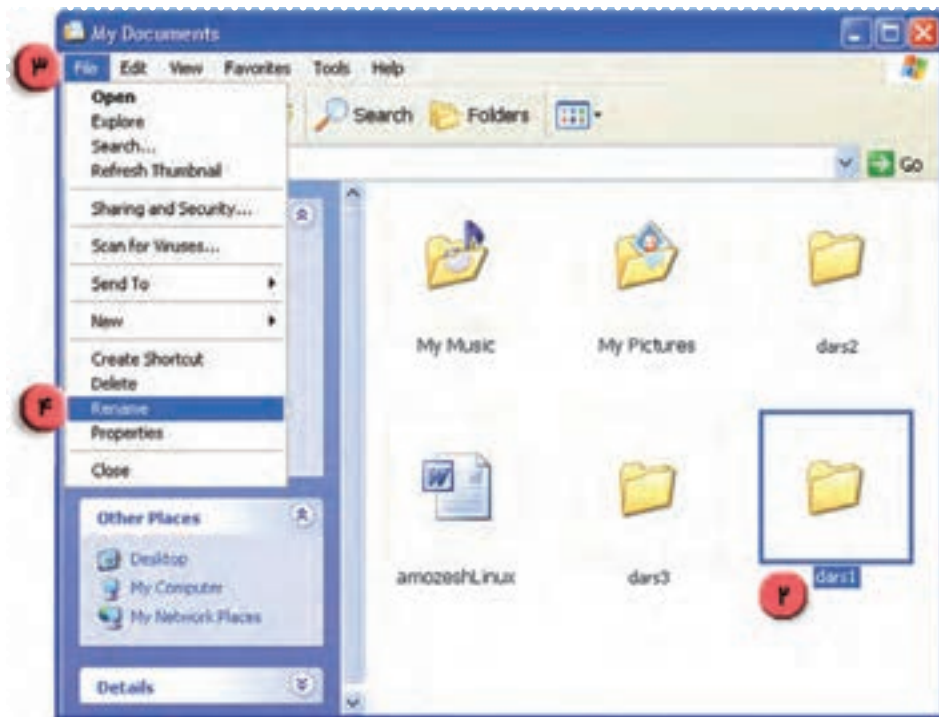 My Documents
۳
File Edit View Favorites Tools Help
Open
Explore
Search...
Refresh Thumbnail
Sharing and Security...
Scan for Viruses...
Send To
New
Create Shortcut
Delete
۴
Rename
Properties
Close
Search Folders
Go
My Music My Pictures dars2
amozeshLinux dars3 dars1
۲
Other Places
Desktop
My Computer
My Network Places
Details